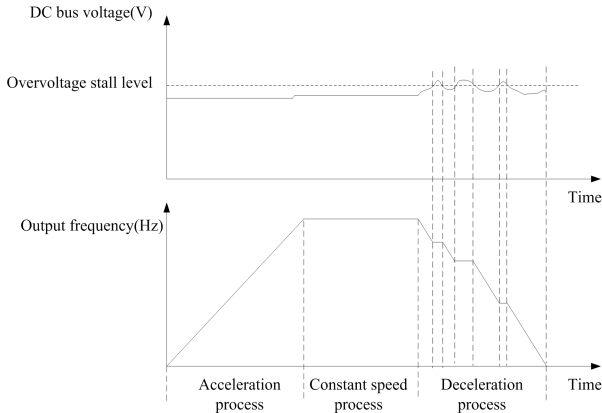 DC bus voltage(V)
Overvoltage stall level
Time
Output frequency(Hz)
Time
Acceleration process
Constant speed process
Deceleration process